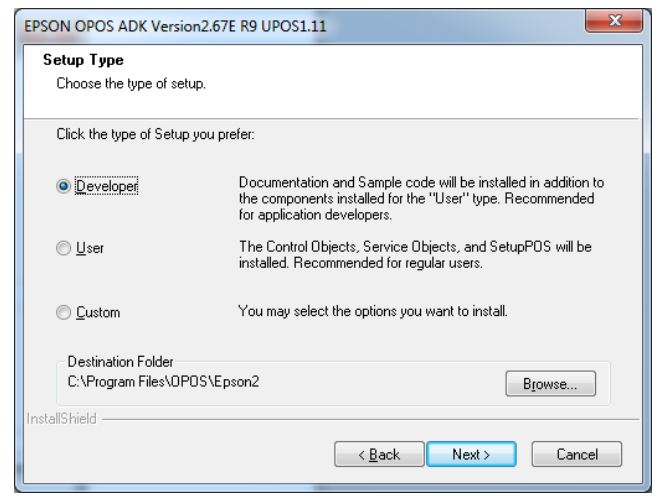 EPSON OPOS ADK Version2.67E R9 UPOS1.11
Setup Type
Choose the type of setup.
Click the type of Setup you prefer:
Developer
Documentation and Sample code will be installed in addition to
the components installed for the "User" type. Recommended
for application developers.
User
The Control Objects, Service Objects, and SetupPOS will be
installed. Recommended for regular users.
Custom
You may select the options you want to install.
Destination Folder
C:\Program Files\OPOS\Epson2
Browse...
InstallShield
< Back
Next >
Cancel